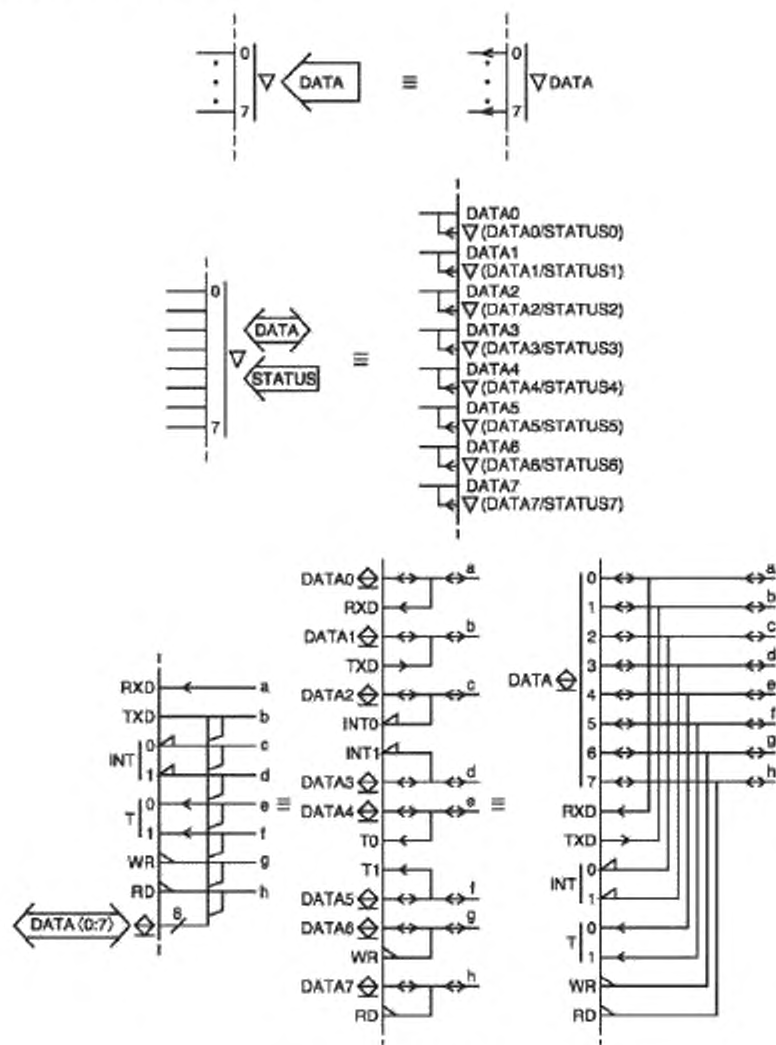 0
DATA
7
≡
0
DATA
7
0
DATA
STATUS
7
≡
DATA0
(DATA0/STATUS0)
DATA1
(DATA1/STATUS1)
DATA2
(DATA2/STATUS2)
DATA3
(DATA3/STATUS3)
DATA4
(DATA4/STATUS4)
DATA5
(DATA5/STATUS5)
DATA6
(DATA6/STATUS6)
DATA7
(DATA7/STATUS7)
RXD a
TXD b
INT 0 c
1 d
T 0 e
1 f
WR g
RD h
DATA (0:7) 8
≡
DATA0 a
RXD
DATA1 b
TXD
DATA2 c
INT0
INT1
DATA3 d
DATA4 e
T0
T1
DATA5 f
DATA6 g
WR
DATA7 h
RD
≡
DATA
0 a
1 b
2 c
3 d
4 e
5 f
6 g
7 h
RXD
TXD
INT 0
1
T 0
1
WR
RD